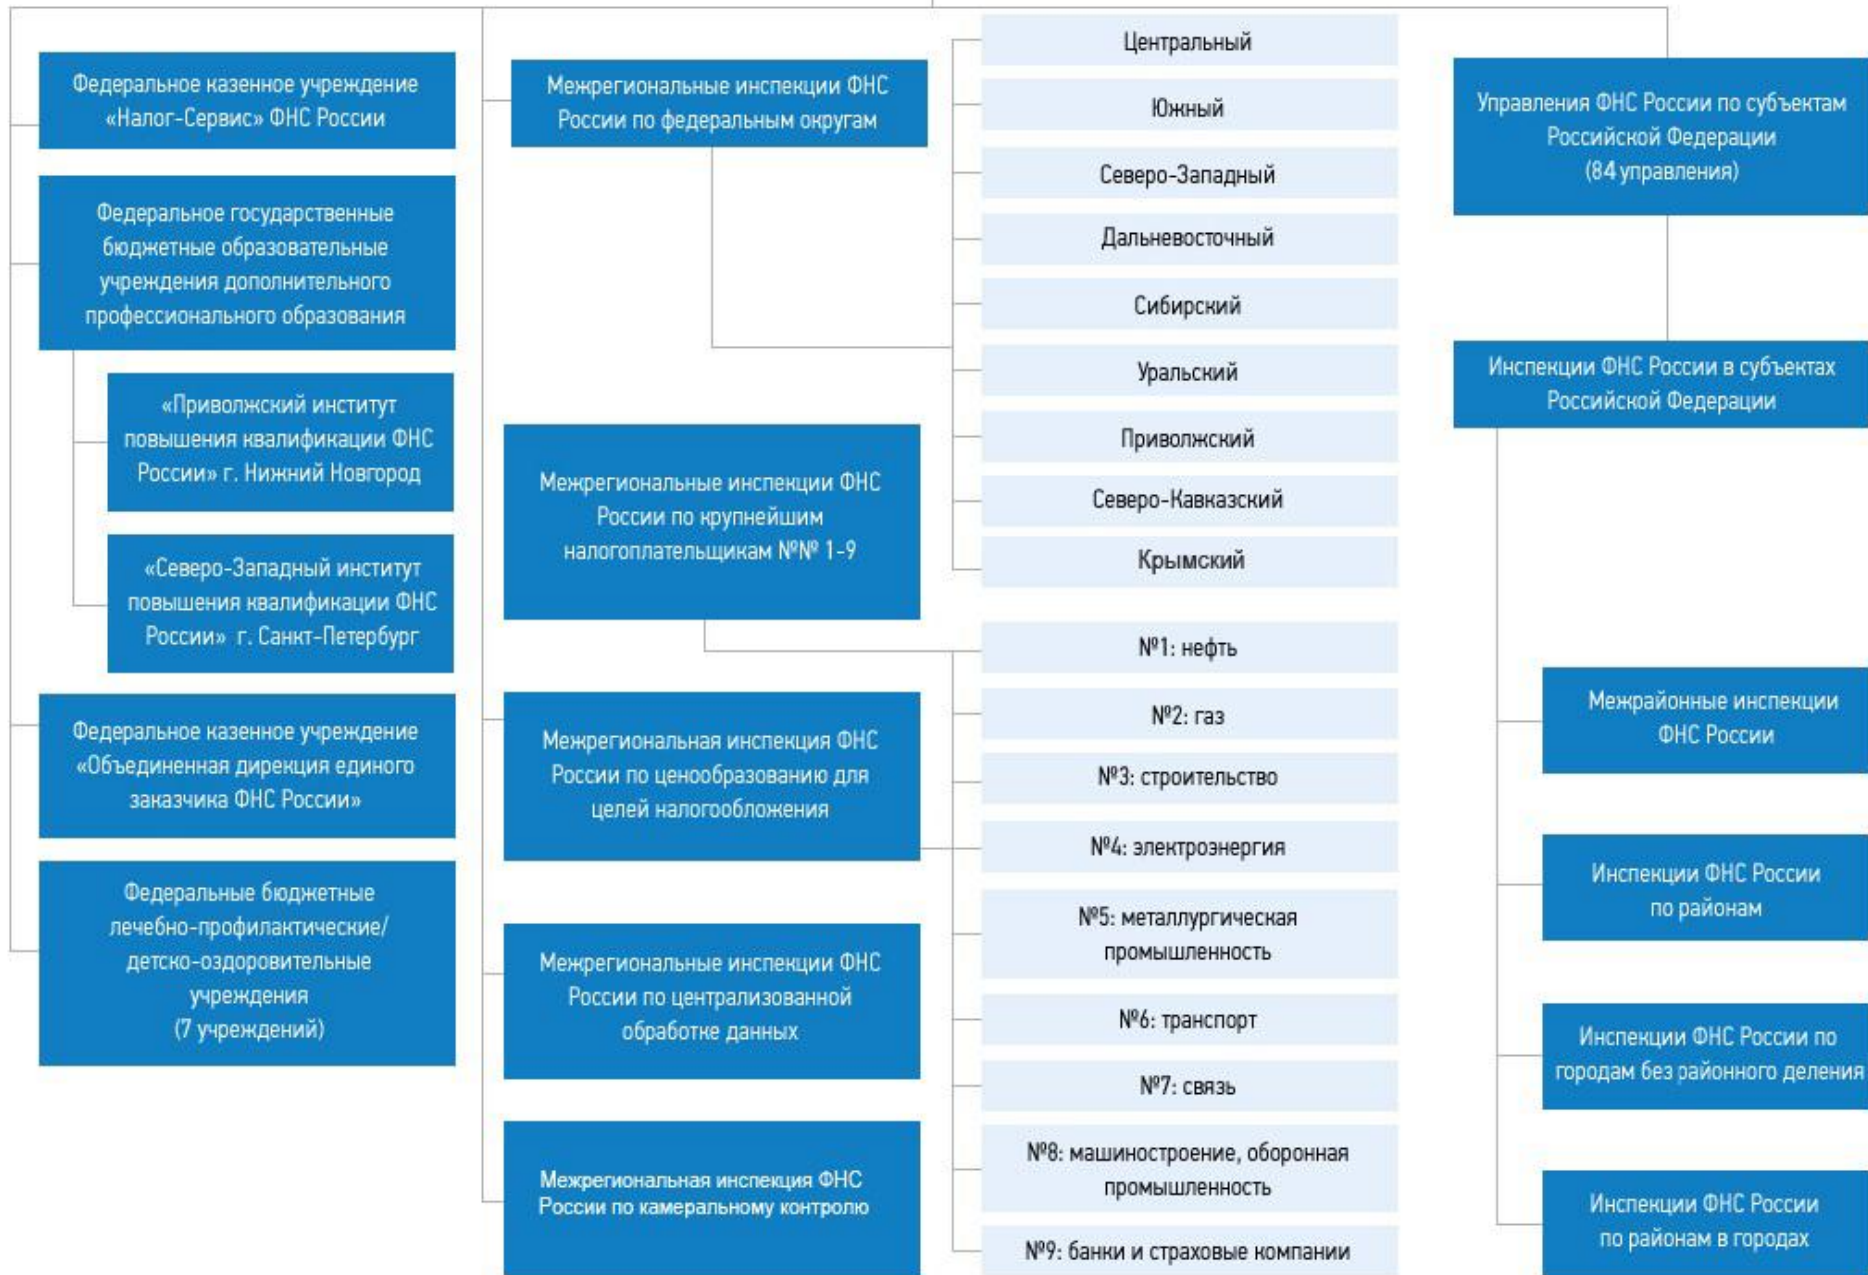 Федеральное казенное учреждение
«Налог-Сервис» ФНС России
Федеральное государственные
бюджетные образовательные
учреждения дополнительного
профессионального образования
«Приволжский институт
повышения квалификации ФНС
России» г. Нижний Новгород
«Северо-Западный институт
повышения квалификации ФНС
России» г. Санкт-Петербург
Федеральное казенное учреждение
«Объединенная дирекция единого
заказчика ФНС России»
Федеральные бюджетные
лечебно-профилактические/
детско-оздоровительные
учреждения
(7 учреждений)
Межрегиональные инспекции ФНС
России по федеральным округам
Межрегиональные инспекции ФНС
России по крупнейшим
налогоплательщикам №№ 1-9
Межрегиональная инспекция ФНС
России по ценообразованию для
целей налогообложения
Межрегиональные инспекции ФНС
России по централизованной
обработке данных
Межрегиональная инспекция ФНС
России по камеральному контролю
Центральный
Южный
Северо-Западный
Дальневосточный
Сибирский
Уральский
Приволжский
Северо-Кавказский
Крымский
№1: нефть
№2: газ
№3: строительство
№4: электроэнергия
№5: металлургическая
промышленность
№6: транспорт
№7: связь
№8: машиностроение, оборонная
промышленность
№9: банки и страховые компании
Управления ФНС России по субъектам
Российской Федерации
(84 управления)
Инспекции ФНС России в субъектах
Российской Федерации
Межрайонные инспекции
ФНС России
Инспекции ФНС России
по районам
Инспекции ФНС России по
городам без районного деления
Инспекции ФНС России
по районам в городах